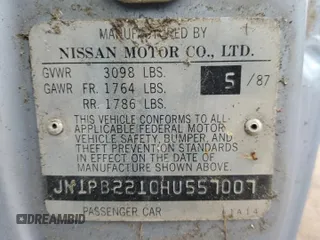 MANUFACTURED BY
NISSAN MOTOR CO., LTD.
GVWR 3098 LBS. 5 /87
GAWR FR. 1764 LBS.
RR. 1786 LBS.
THIS VEHICLE CONFORMS TO ALL
APPLICABLE FEDERAL MOTOR
VEHICLE SAFETY, BUMPER, AND
THEFT PREVENTION STANDARDS
IN EFFECT ON THE DATE OF
MANUFACTURE SHOWN ABOVE.
JN1PB2210HU557007
PASSENGER CAR
DREAMBID